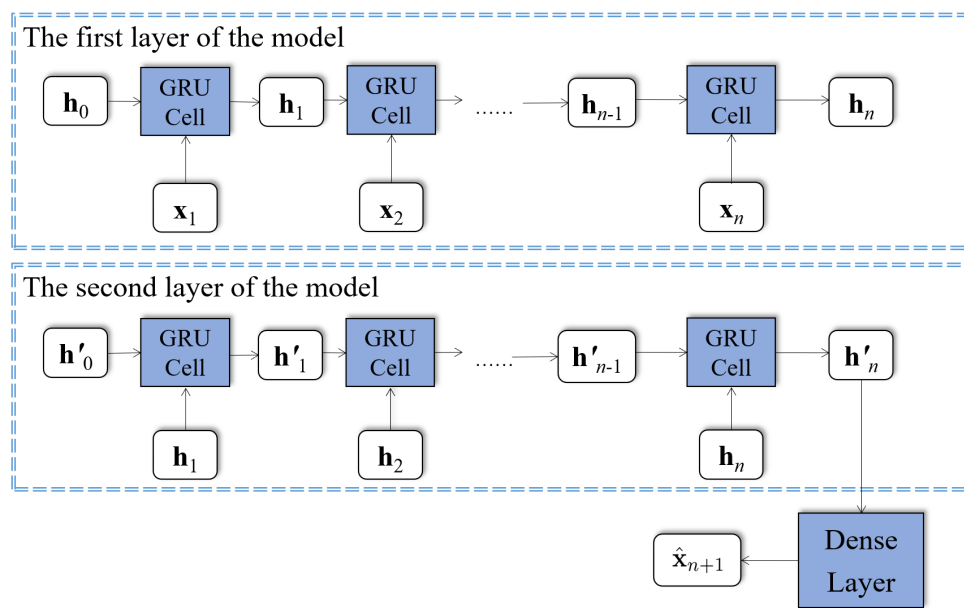 The first layer of the model
h₀ GRU Cell h₁ GRU Cell ...... hₙ₋₁ GRU Cell hₙ
x₁ x₂ xₙ
The second layer of the model
h′₀ GRU Cell h′₁ GRU Cell ...... h′ₙ₋₁ GRU Cell h′ₙ
h₁ h₂ hₙ
x̂ₙ₊₁ Dense
Layer